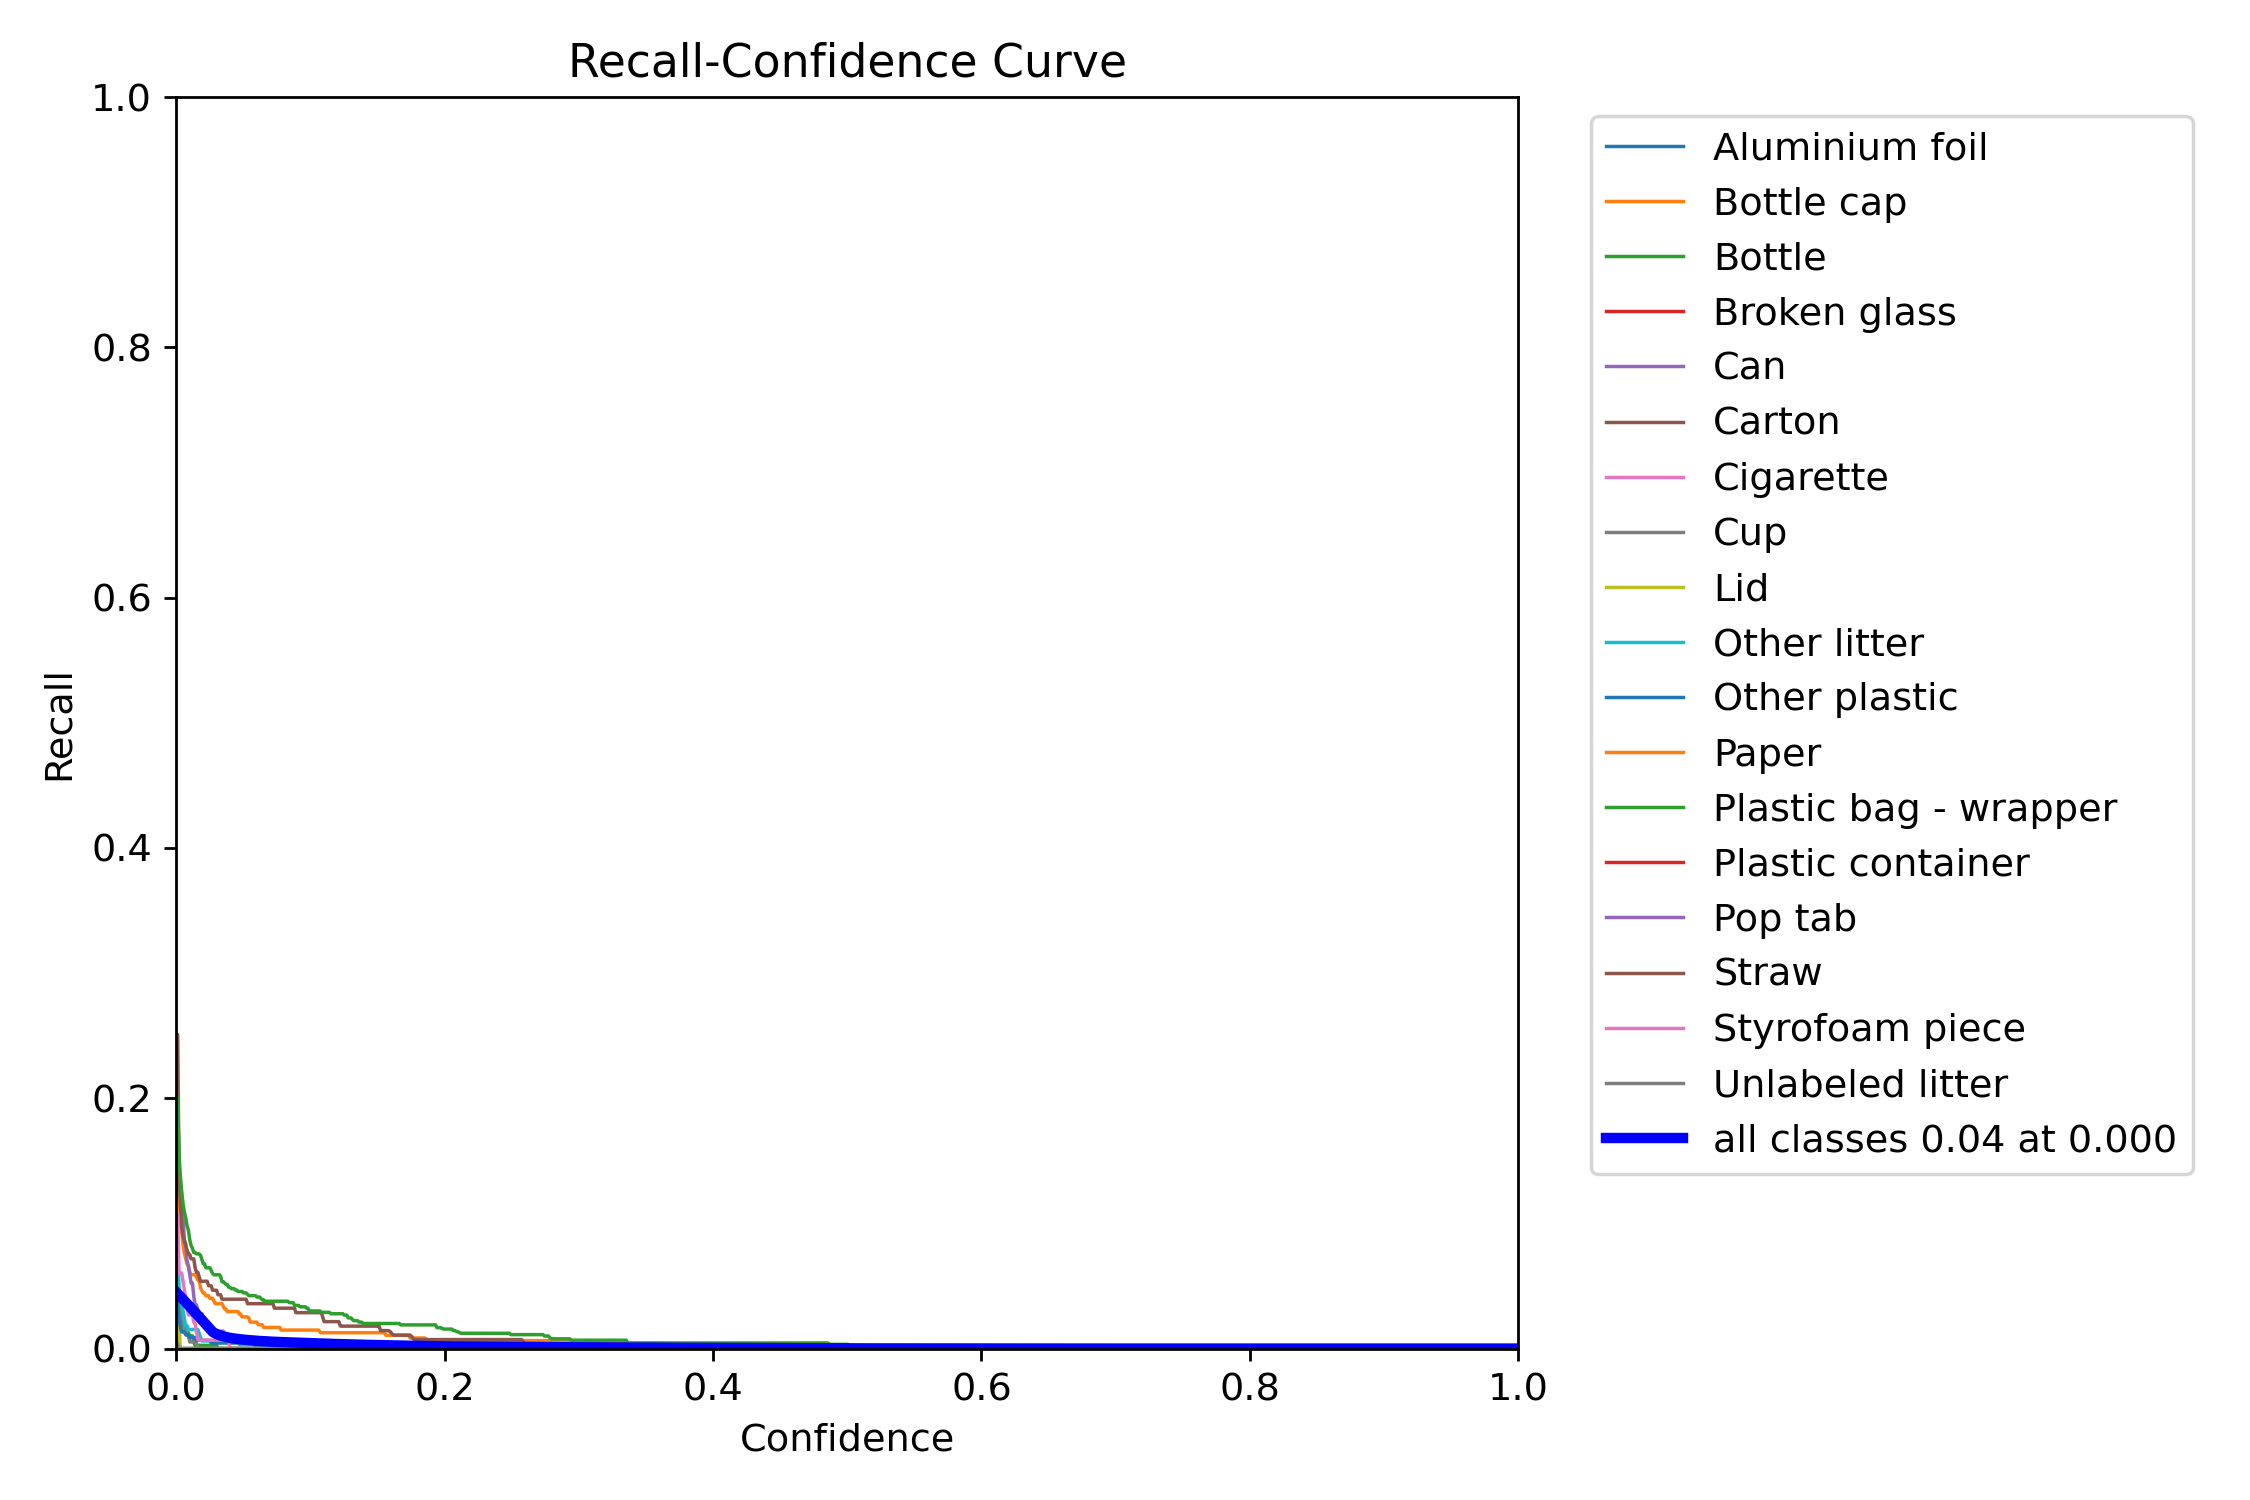 Recall-Confidence Curve
1.0
0.8
0.6
0.4
0.2
0.0
Recall
0.0 0.2 0.4 0.6 0.8 1.0
Confidence
Aluminium foil
Bottle cap
Bottle
Broken glass
Can
Carton
Cigarette
Cup
Lid
Other litter
Other plastic
Paper
Plastic bag - wrapper
Plastic container
Pop tab
Straw
Styrofoam piece
Unlabeled litter
all classes 0.04 at 0.000